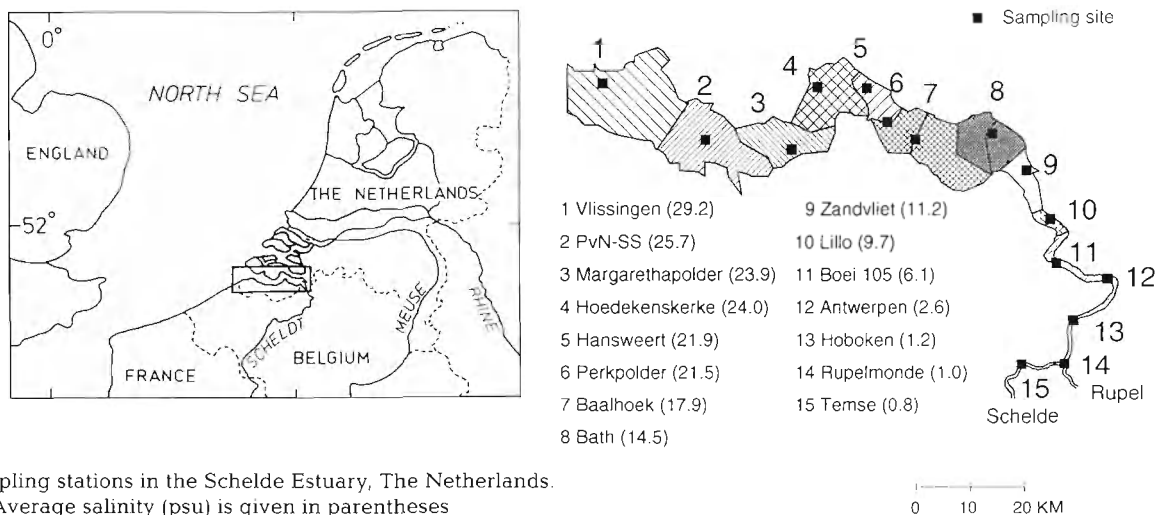 0°
NORTH SEA
ENGLAND
THE NETHERLANDS
52°
MEUSE
RHINE
SCHELDT
BELGIUM
FRANCE
Sampling site
1
2
3
4
5
6
7
8
9
10
11
12
13
14
15
Rupel
Schelde
1 Vlissingen (29.2)
2 PvN-SS (25.7)
3 Margarethapolder (23.9)
4 Hoedekenskerke (24.0)
5 Hansweert (21.9)
6 Perkpolder (21.5)
7 Baalhoek (17.9)
8 Bath (14.5)
9 Zandvliet (11.2)
10 Lillo (9.7)
11 Boei 105 (6.1)
12 Antwerpen (2.6)
13 Hoboken (1.2)
14 Rupelmonde (1.0)
15 Temse (0.8)
pling stations in the Schelde Estuary, The Netherlands.
Average salinity (psu) is given in parentheses
0 10 20 KM